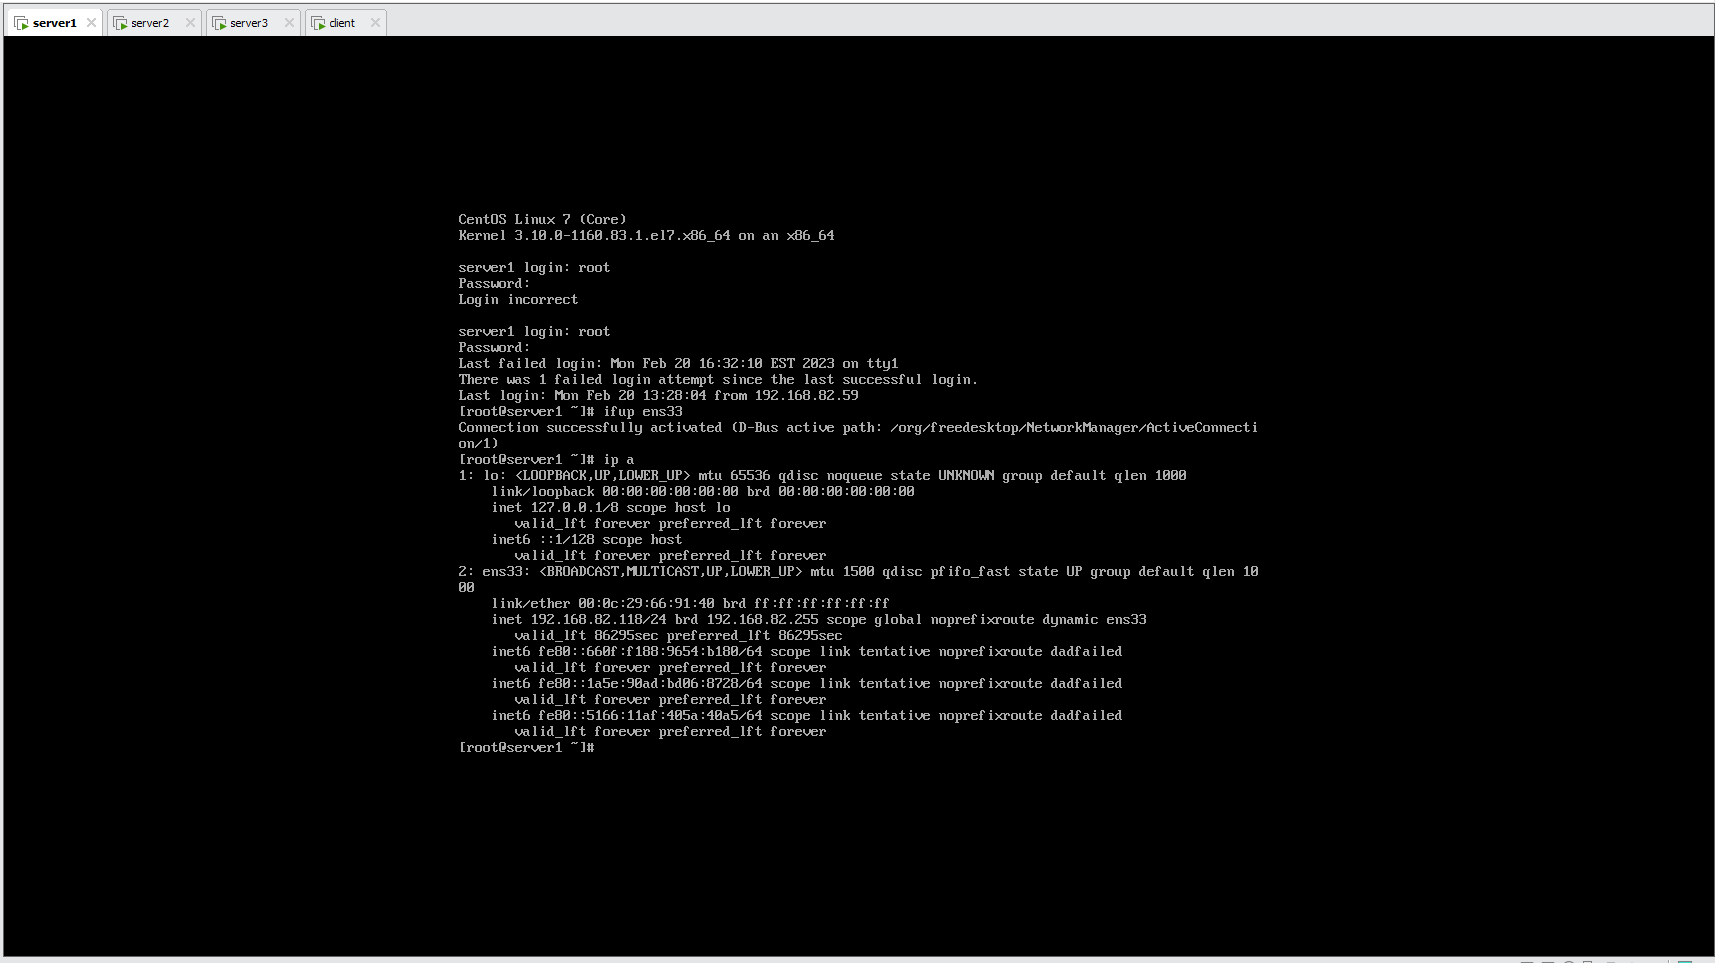 server1 server2 server3 client
CentOS Linux 7 (Core)
Kernel 3.10.0-1160.83.1.el7.x86_64 on an x86_64
server1 login: root
Password:
Login incorrect
server1 login: root
Password:
Last failed login: Mon Feb 20 16:32:10 EST 2023 on tty1
There was 1 failed login attempt since the last successful login.
Last login: Mon Feb 20 13:28:04 from 192.168.82.59
[root@server1 ~]# ifup ens33
Connection successfully activated (D-Bus active path: /org/freedesktop/NetworkManager/ActiveConnecti
on/1)
[root@server1 ~]# ip a
1: lo: <LOOPBACK,UP,LOWER_UP> mtu 65536 qdisc noqueue state UNKNOWN group default qlen 1000
link/loopback 00:00:00:00:00:00 brd 00:00:00:00:00:00
inet 127.0.0.1/8 scope host lo
valid_lft forever preferred_lft forever
inet6 ::1/128 scope host
valid_lft forever preferred_lft forever
2: ens33: <BROADCAST,MULTICAST,UP,LOWER_UP> mtu 1500 qdisc pfifo_fast state UP group default qlen 10
00
link/ether 00:0c:29:66:91:40 brd ff:ff:ff:ff:ff:ff
inet 192.168.82.118/24 brd 192.168.82.255 scope global noprefixroute dynamic ens33
valid_lft 86295sec preferred_lft 86295sec
inet6 fe80::660f:f188:9654:b180/64 scope link tentative noprefixroute dadfailed
valid_lft forever preferred_lft forever
inet6 fe80::1a5e:90ad:bd06:8728/64 scope link tentative noprefixroute dadfailed
valid_lft forever preferred_lft forever
inet6 fe80::5166:11af:405a:40a5/64 scope link tentative noprefixroute dadfailed
valid_lft forever preferred_lft forever
[root@server1 ~]#